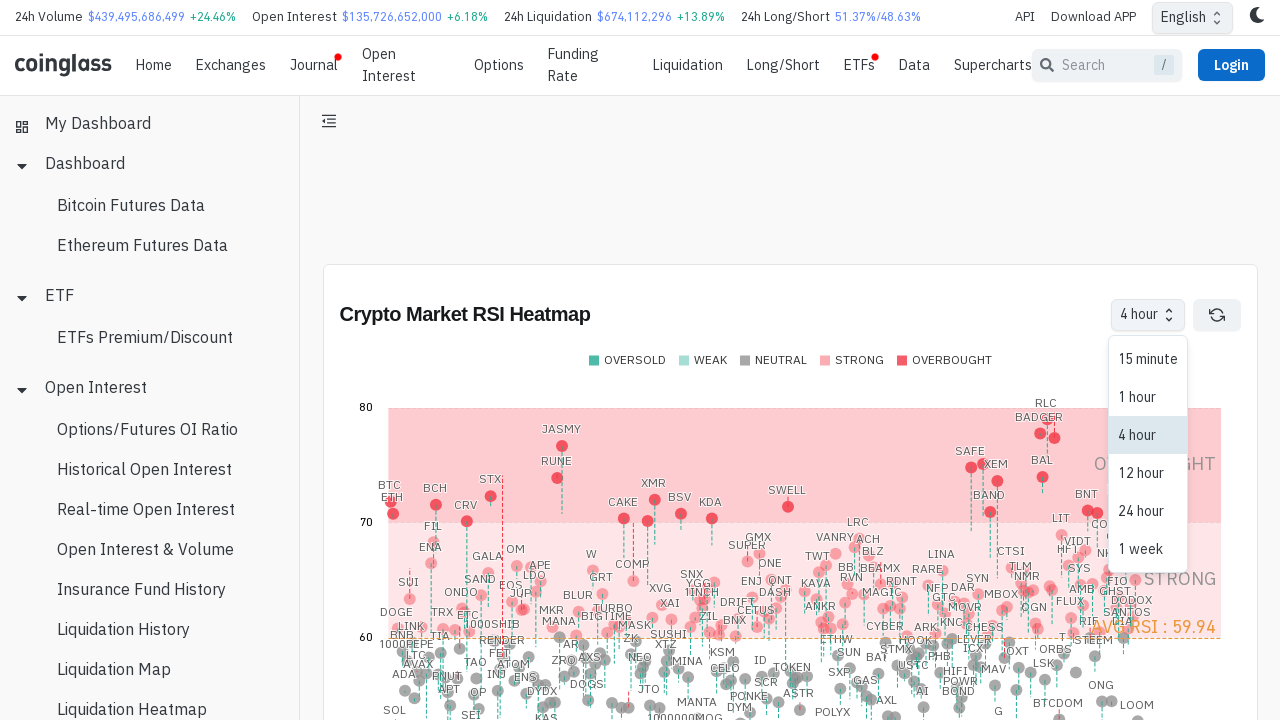 24h Volume $439,495,686,499 +24.46% Open Interest $135,726,652,000 +6.18% 24h Liquidation $674,112,296 +13.89% 24h Long/Short 51.37%/48.63% API Download APP English
coinglass Home Exchanges Journal Open Interest Options Funding Rate Liquidation Long/Short ETFs Data Supercharts Search / Login
My Dashboard
Dashboard
Bitcoin Futures Data
Ethereum Futures Data
ETF
ETFs Premium/Discount
Open Interest
Options/Futures OI Ratio
Historical Open Interest
Real-time Open Interest
Open Interest & Volume
Insurance Fund History
Liquidation History
Liquidation Map
Liquidation Heatmap
Crypto Market RSI Heatmap 4 hour
15 minute
1 hour
4 hour
12 hour
24 hour
1 week
OVERSOLD WEAK NEUTRAL STRONG OVERBOUGHT
80
RLC
BADGER
JASMY
SAFE
RUNE BAL XEM
STX
BTC BCH XMR SWELL
ETH CRV CAKE BSV KDA BAND BNT
70
FIL LRC LIT
ENA GMX VANRY ACH VIDT
OM W SUPER BLZ CTSI HFT
GALA COMP ONE TWT LINA
SUI SAND APE GRT SNX BB BEAMX RARE TLM SYS
ONDO EOS LDO YGG ENJ QNT KAVA RVN RDNT NFP DAR SYN NMR AMB FIO
JUP BLUR XVG 1INCH DASH MAGIC GTC MBOX GHST
DOGE TRX ETC MKR TURBO XAI DRIFT CETUS ANKR MOVR OGN FLUX DODOX
LINK 1000SHIB MANA BIGTIME MASK ZIL BNX CYBER ARK KNC CHESS RIF SANTOS DIA
BNB TIA SUSHI
STRONG
AVG RSI : 59.94
60
1000PEPE RENDER AR ZK XTZ ETHW HOOK LEVER STEEM
LTC FET NEO KSM SUN STMX PHB ICX OXT ORBS
AVAX TAO ATOM ZRO AXS MINA CELO ID TOKEN SXP BAT USTC HIFI MAV LSK
ADA PNUT INJ ENS DOGS JTO SCR ASTR GAS POWR ONG
APT OP DYDX MANTA PONKE AXL AI BOND BTCDOM
SOL SEI KAS 1000000MOG DYM POLYX G LOOM